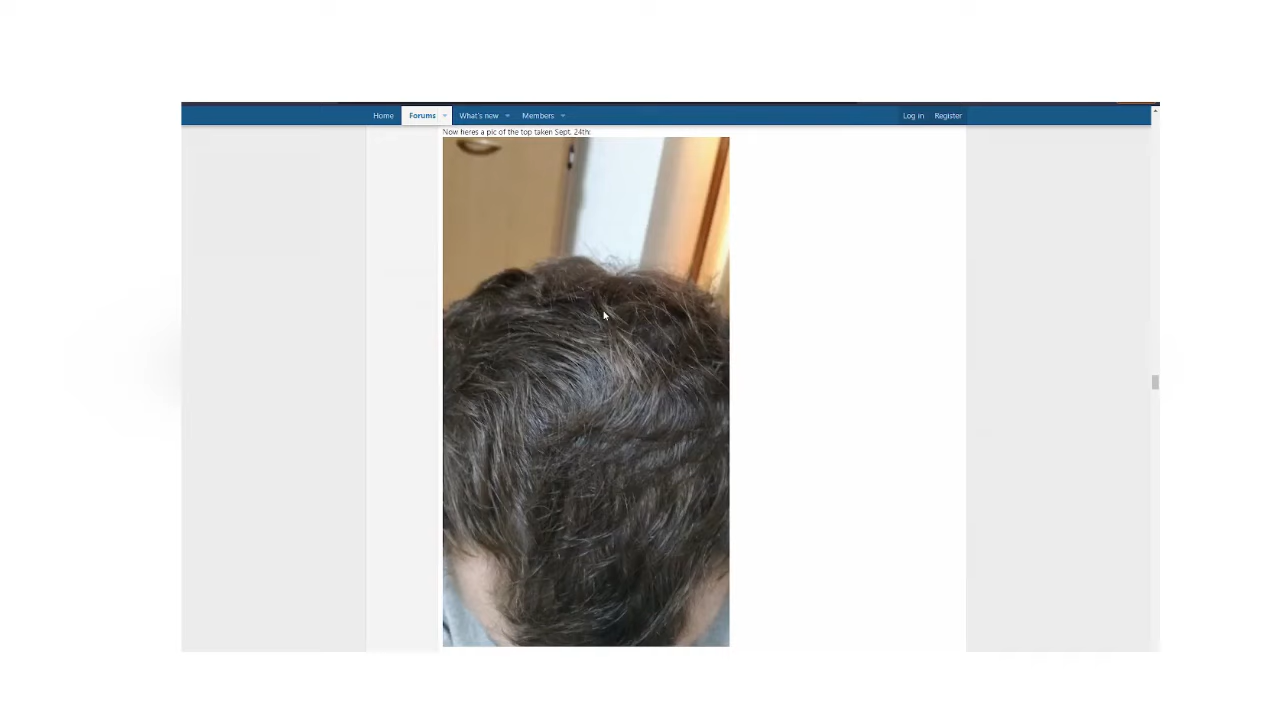 Home Forums What's new Members Log in Register
Now heres a pic of the top taken Sept. 24th: